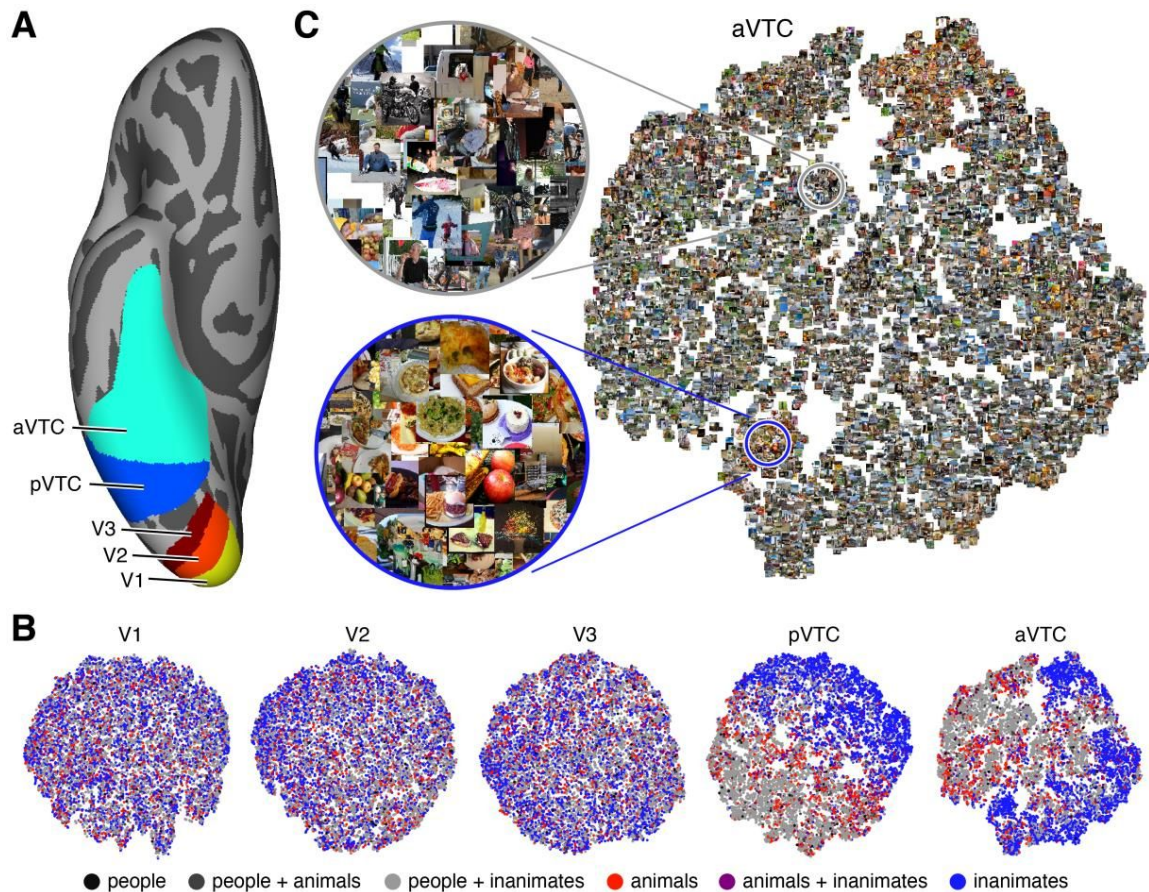 A
aVTC
pVTC
V3
V2
V1
C
aVTC
B
V1
V2
V3
pVTC
aVTC
people
people + animals
people + inanimates
animals
animals + inanimates
inanimates